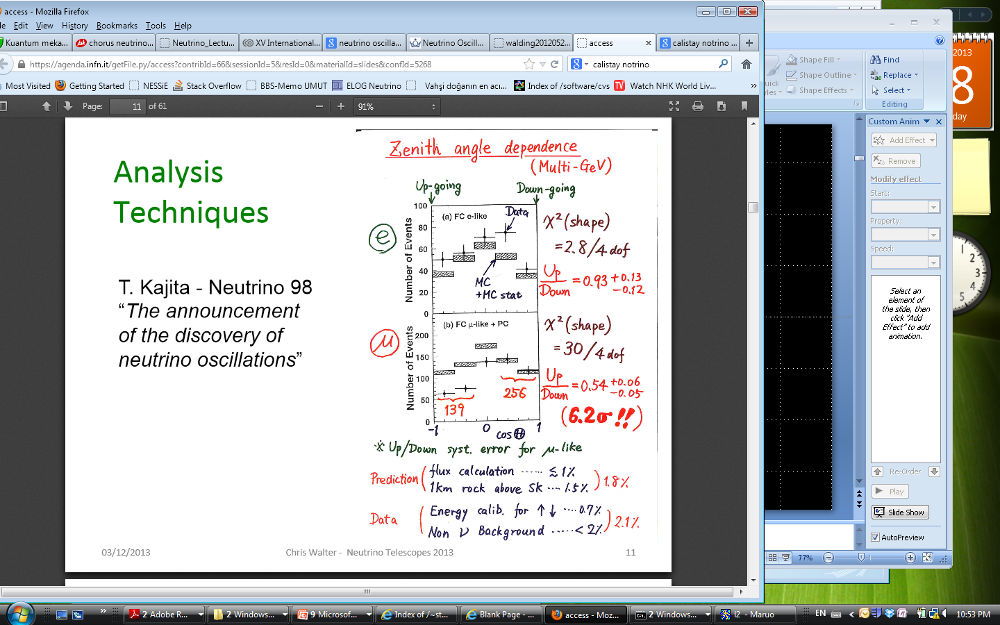 access - Mozilla Firefox
Edit View History Bookmarks Tools Help
Kuantum meka... chorus neutrino... Neutrino_Lectu... XV International... neutrino oscilla... Neutrino Oscill... walding2012052... access calistay notrino ...
https://agenda.infn.it/getFile.py/access?contribId=66&sessionId=5&resId=0&materialId=slides&confId=5268
calistay notrino
Most Visited Getting Started NESSiE Stack Overflow BBS-Memo UMUT ELOG Neutrino Vahşi doğanın en acı... Index of /software/cvs Watch NHK World Liv... »
Page: 11 of 61
91%
Analysis
Techniques
T. Kajita - Neutrino 98
“The announcement
of the discovery of
neutrino oscillations”
Zenith angle dependence
(Multi-GeV)
Up-going
Down-going
e
Number of Events
100
80
60
40
20
0
(a) FC e-like
Data
MC
+MC stat
χ² (shape)
= 2.8/4 dof
Up/Down = 0.93 +0.13 −0.12
μ
Number of Events
200
150
100
50
0
(b) FC μ-like + PC
139
256
-1 0 1
cos Θ
χ² (shape)
= 30/4 dof
Up/Down = 0.54 +0.06 −0.05
(6.2σ!!)
※ Up/Down syst. error for μ-like
Prediction ( flux calculation ...... ≲ 1%
1km rock above SK .... 1.5% ) 1.8%
Data ( Energy calib. for ↑ ↓ .... 0.7%
Non ν Background ..... < 2% ) 2.1%
03/12/2013
Chris Walter - Neutrino Telescopes 2013
11
Shape Fill
Shape Outline
Shape Effects
Find
Replace
Select
Editing
Custom Anim
Add Effect
Remove
Modify effect
Start:
Property:
Speed:
Select an
element of
the slide, then
click "Add
Effect" to add
animation.
Re-Order
Play
Slide Show
AutoPreview
77%
2013
8
day
1
2
3
4
5
2 Adobe R... 2 Windows... 9 Microsof... Index of /~st... Blank Page - ... access - Moz... 2 Windows... I2 - Maruo
EN
10:53 PM